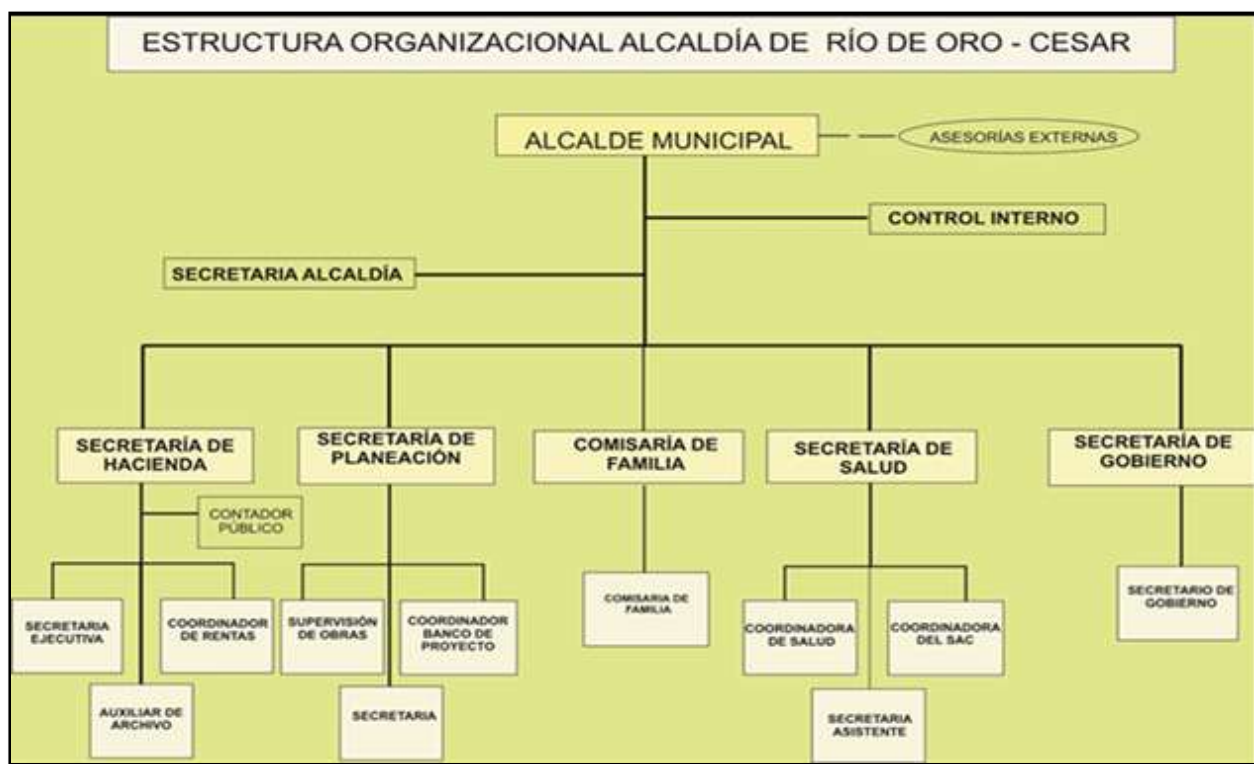 ESTRUCTURA ORGANIZACIONAL ALCALDÍA DE RÍO DE ORO - CESAR
ALCALDE MUNICIPAL
ASESORÍAS EXTERNAS
CONTROL INTERNO
SECRETARIA ALCALDÍA
SECRETARÍA DE
HACIENDA
SECRETARÍA DE
PLANEACIÓN
COMISARÍA DE
FAMILIA
SECRETARÍA DE
SALUD
SECRETARÍA DE
GOBIERNO
CONTADOR
PÚBLICO
SECRETARIA
EJECUTIVA
COORDINADOR
DE RENTAS
AUXILIAR DE
ARCHIVO
SUPERVISIÓN
DE OBRAS
COORDINADOR
BANCO DE
PROYECTO
SECRETARIA
COMISARIA DE
FAMILIA
COORDINADORA
DE SALUD
COORDINADORA
DEL SAC
SECRETARIA
ASISTENTE
SECRETARIO DE
GOBIERNO